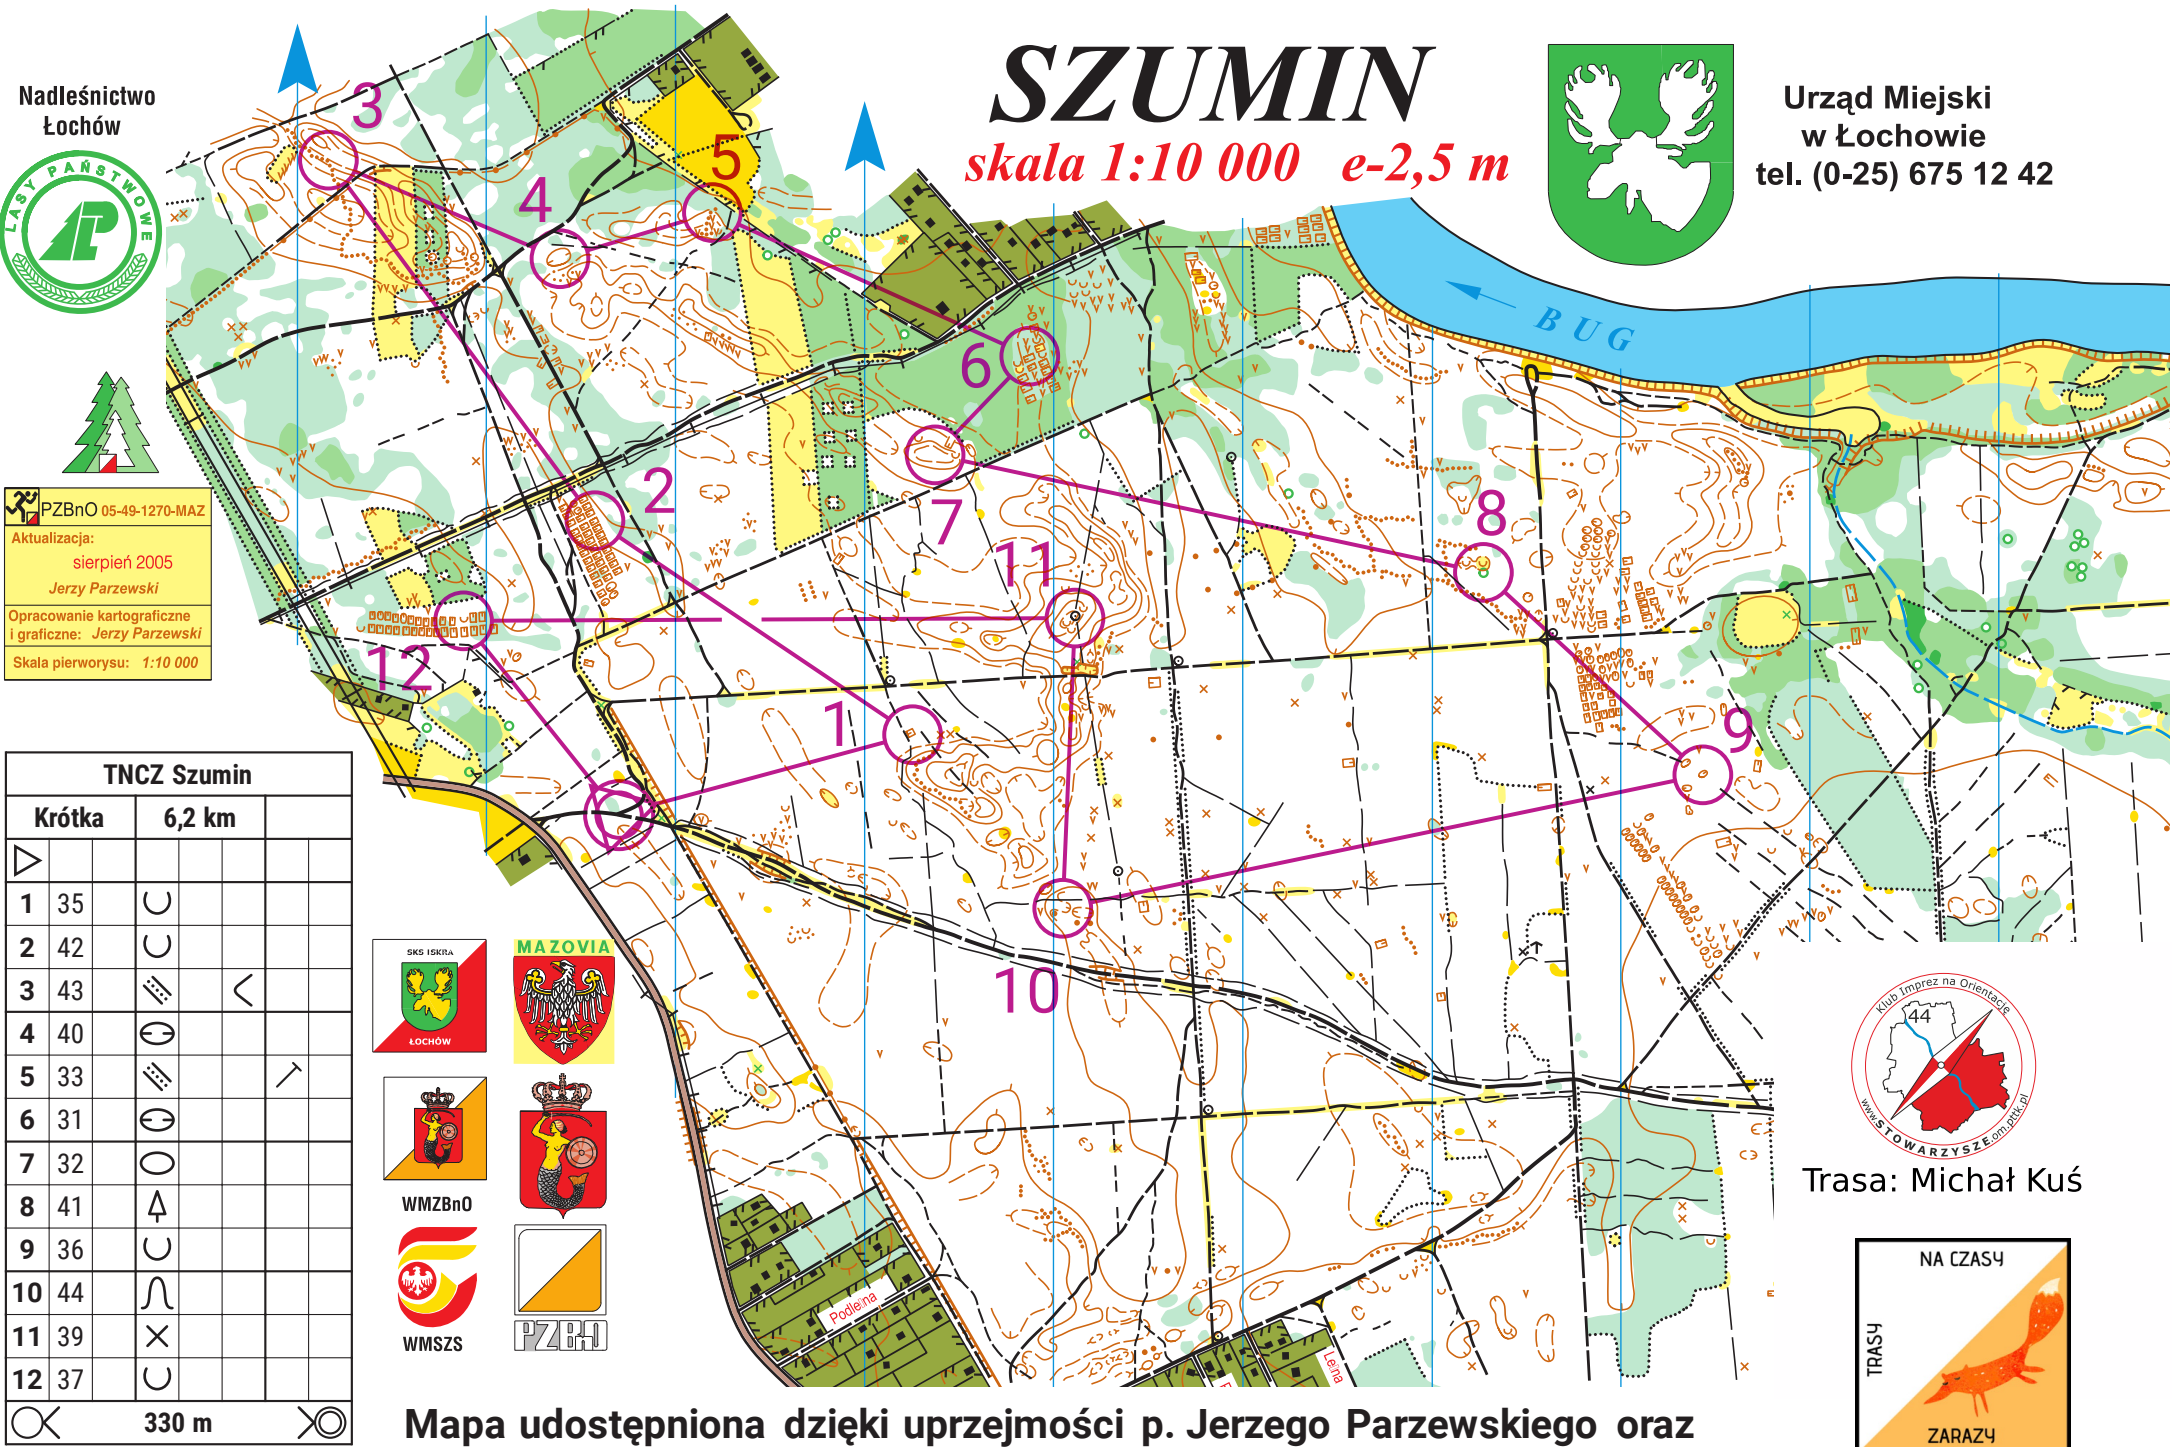 SZUMIN
skala 1:10 000 e-2,5 m
Nadleśnictwo
Łochów
LASY PAŃSTWOWE
Urząd Miejski
w Łochowie
tel. (0-25) 675 12 42
PZBnO 05-49-1270-MAZ
Aktualizacja:
sierpień 2005
Jerzy Parzewski
Opracowanie kartograficzne
i graficzne: Jerzy Parzewski
Skala pierworysu: 1:10 000
3
4
5
6
BUG
2
7
8
11
12
1
9
10
TNCZ Szumin
Krótka 6,2 km
1 35
2 42
3 43
4 40
5 33
6 31
7 32
8 41
9 36
10 44
11 39
12 37
330 m
SKS ISKRA
ŁOCHÓW
MAZOVIA
WMZBnO
WMSZS
PZBnO
Podleśna
Leśna
Klub Imprez na Orientację
44
www.STOWARZYSZE.om.pttk.pl
Trasa: Michał Kuś
NA CZASY
TRASY
ZARAZY
Mapa udostępniona dzięki uprzejmości p. Jerzego Parzewskiego oraz